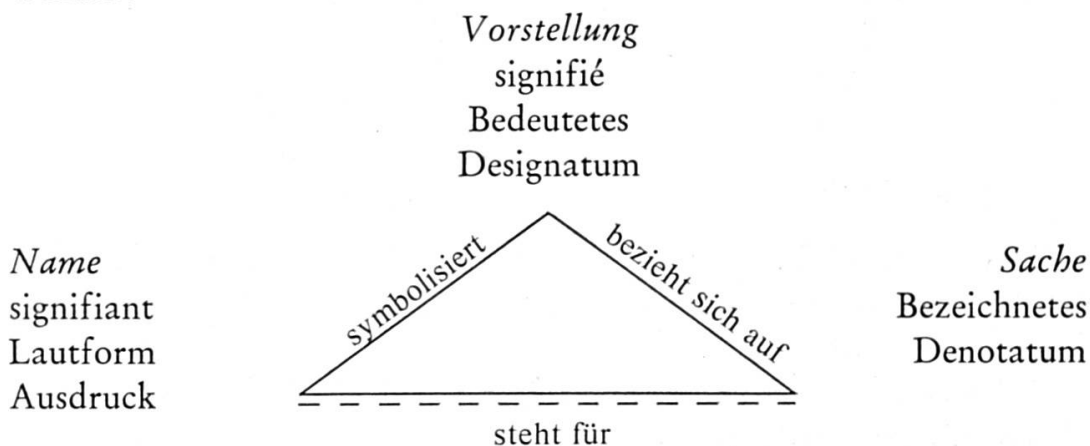 Vorstellung
signifié
Bedeutetes
Designatum
Name
signifiant
Lautform
Ausdruck
symbolisiert
bezieht sich auf
Sache
Bezeichnetes
Denotatum
steht für